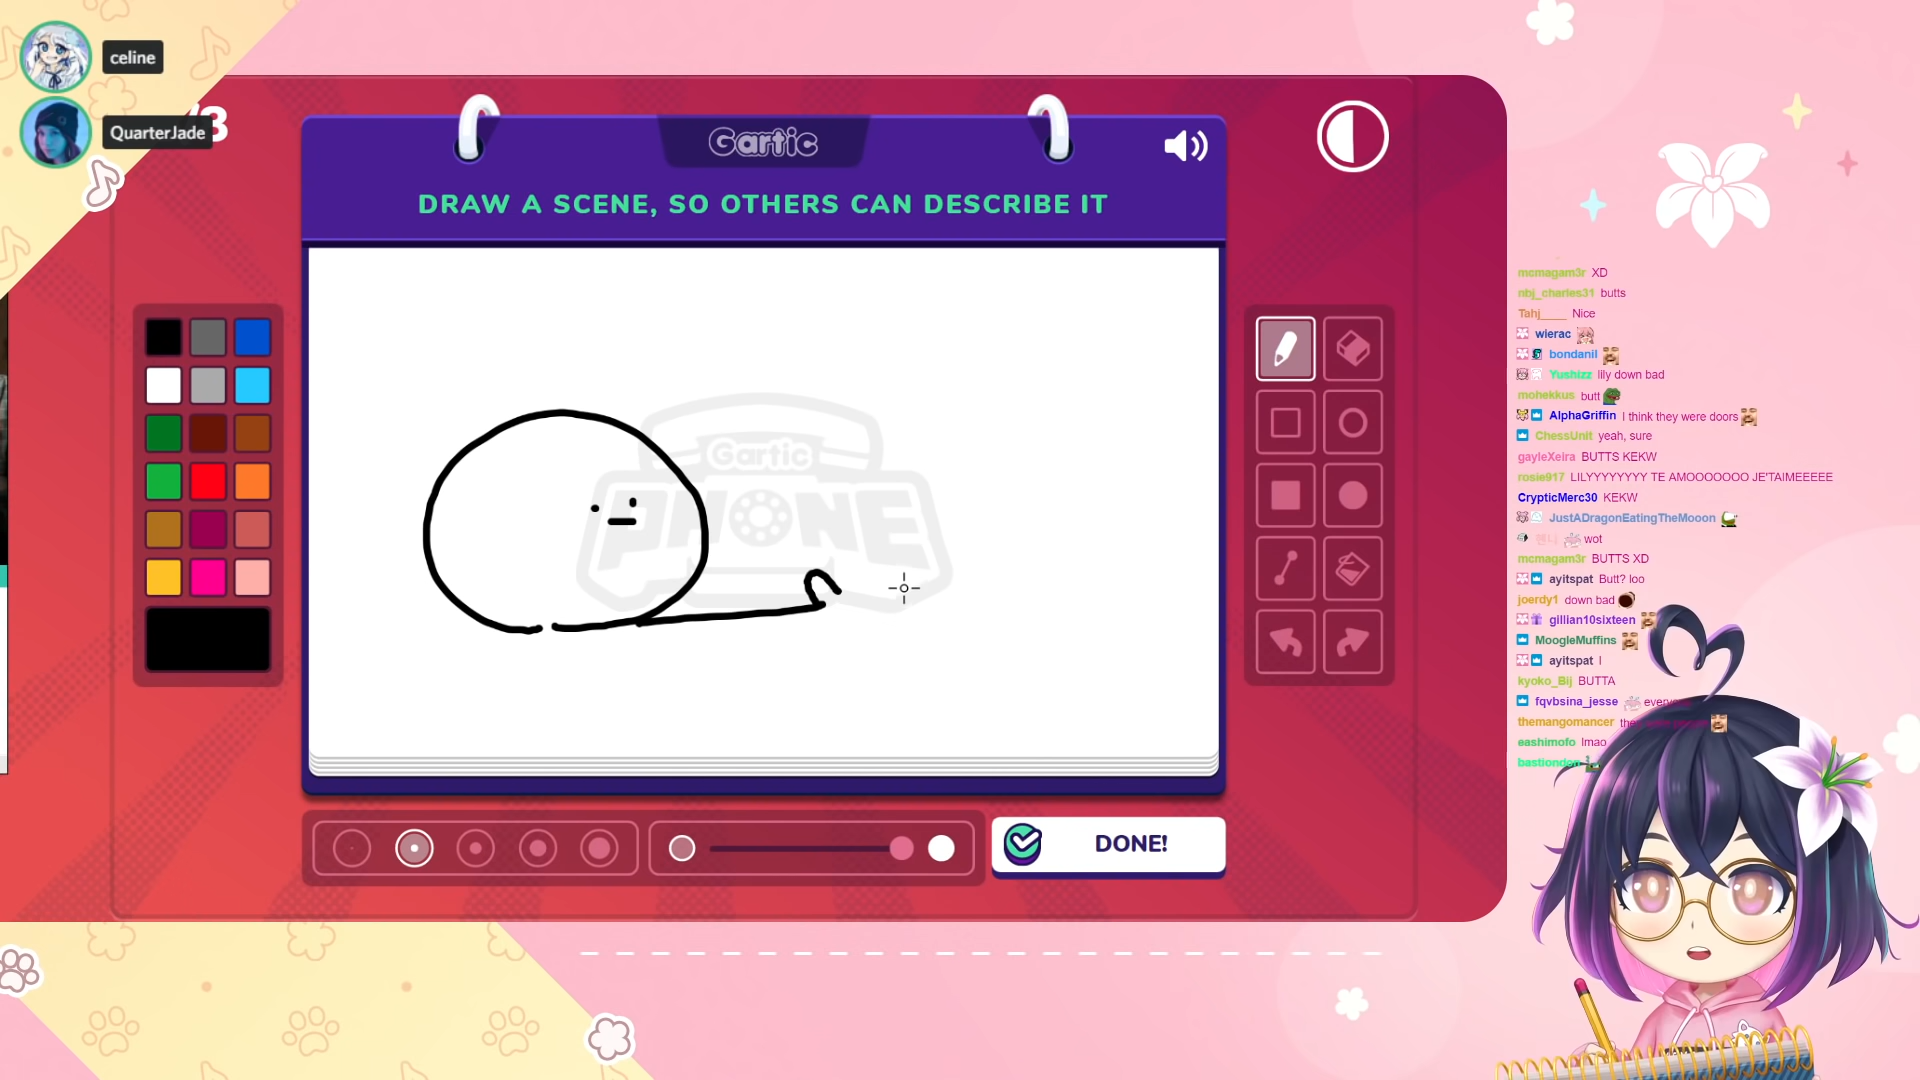 celine
QuarterJade
/3
Gartic
DRAW A SCENE, SO OTHERS CAN DESCRIBE IT
Gartic
PHONE
DONE!
mcmagam3r XD
nbj_charles31 butts
Tahj____ Nice
wierac
bondanil
Yushizz lily down bad
mohekkus butt
AlphaGriffin I think they were doors
ChessUnit yeah, sure
gayleXeira BUTTS KEKW
rosie917 LILYYYYYYYY TE AMOOOOOOO JE'TAIMEEEEE
CrypticMerc30 KEKW
JustADragonEatingTheMooon
wot
mcmagam3r BUTTS XD
ayitspat Butt? loo
joerdy1 down bad
gillian10sixteen
MoogleMuffins
ayitspat I
kyoko_Bij BUTTA
fqvbsina_jesse
themangomancer
eashimofo lmao
bastiondon